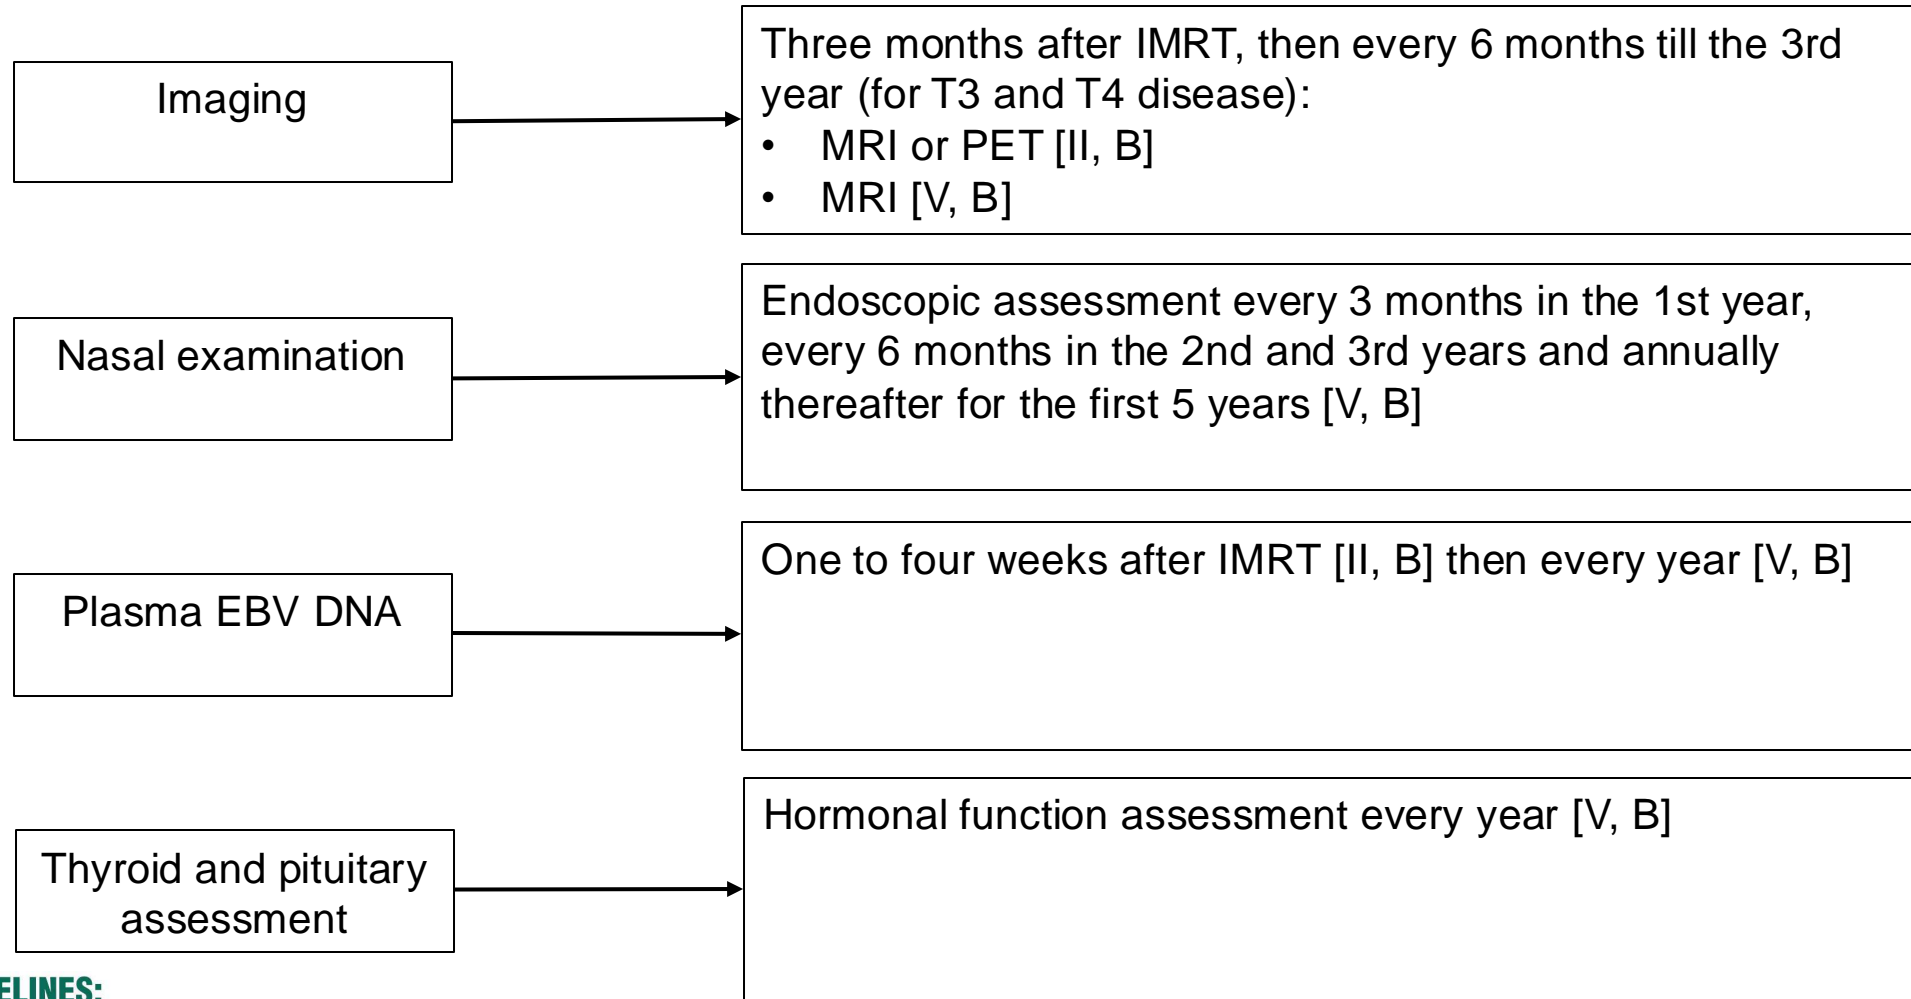 Imaging
Three months after IMRT, then every 6 months till the 3rd
year (for T3 and T4 disease):
• MRI or PET [II, B]
• MRI [V, B]
Nasal examination
Endoscopic assessment every 3 months in the 1st year,
every 6 months in the 2nd and 3rd years and annually
thereafter for the first 5 years [V, B]
Plasma EBV DNA
One to four weeks after IMRT [II, B] then every year [V, B]
Thyroid and pituitary
assessment
Hormonal function assessment every year [V, B]
ELINES: